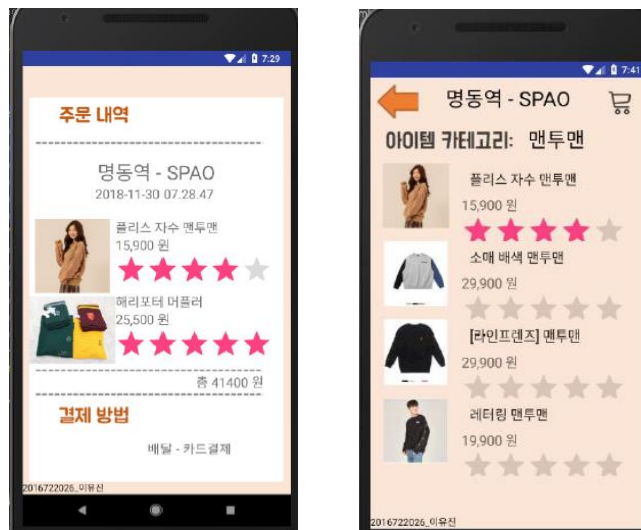 7:29
주문 내역
명동역 - SPAO
2018-11-30 07.28.47
플리스 자수 맨투맨
15,900 원
해리포터 머플러
25,500 원
총 41400 원
결제 방법
배달 - 카드결제
2016722026_이유진
7:41
명동역 - SPAO
아이템 카테고리: 맨투맨
플리스 자수 맨투맨
15,900 원
소매 배색 맨투맨
29,900 원
[라인프렌즈] 맨투맨
29,900 원
레터링 맨투맨
19,900 원
2016722026_이유진